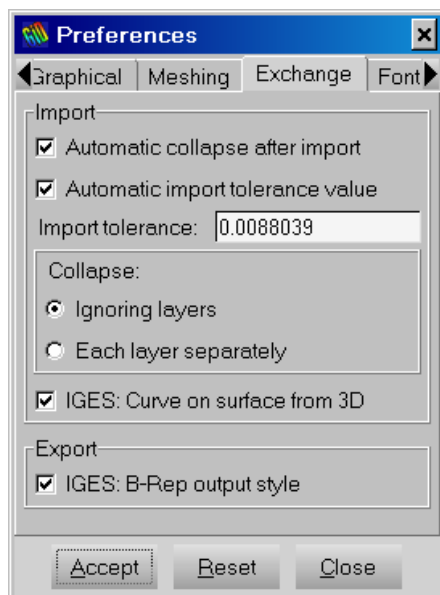 Preferences
Graphical Meshing Exchange Font
Import
Automatic collapse after import
Automatic import tolerance value
Import tolerance: 0.0088039
Collapse:
Ignoring layers
Each layer separately
IGES: Curve on surface from 3D
Export
IGES: B-Rep output style
Accept Reset Close